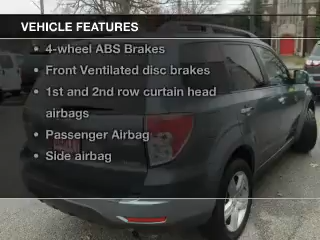 VEHICLE FEATURES
• 4-wheel ABS Brakes
• Front Ventilated disc brakes
• 1st and 2nd row curtain head
airbags
• Passenger Airbag
• Side airbag